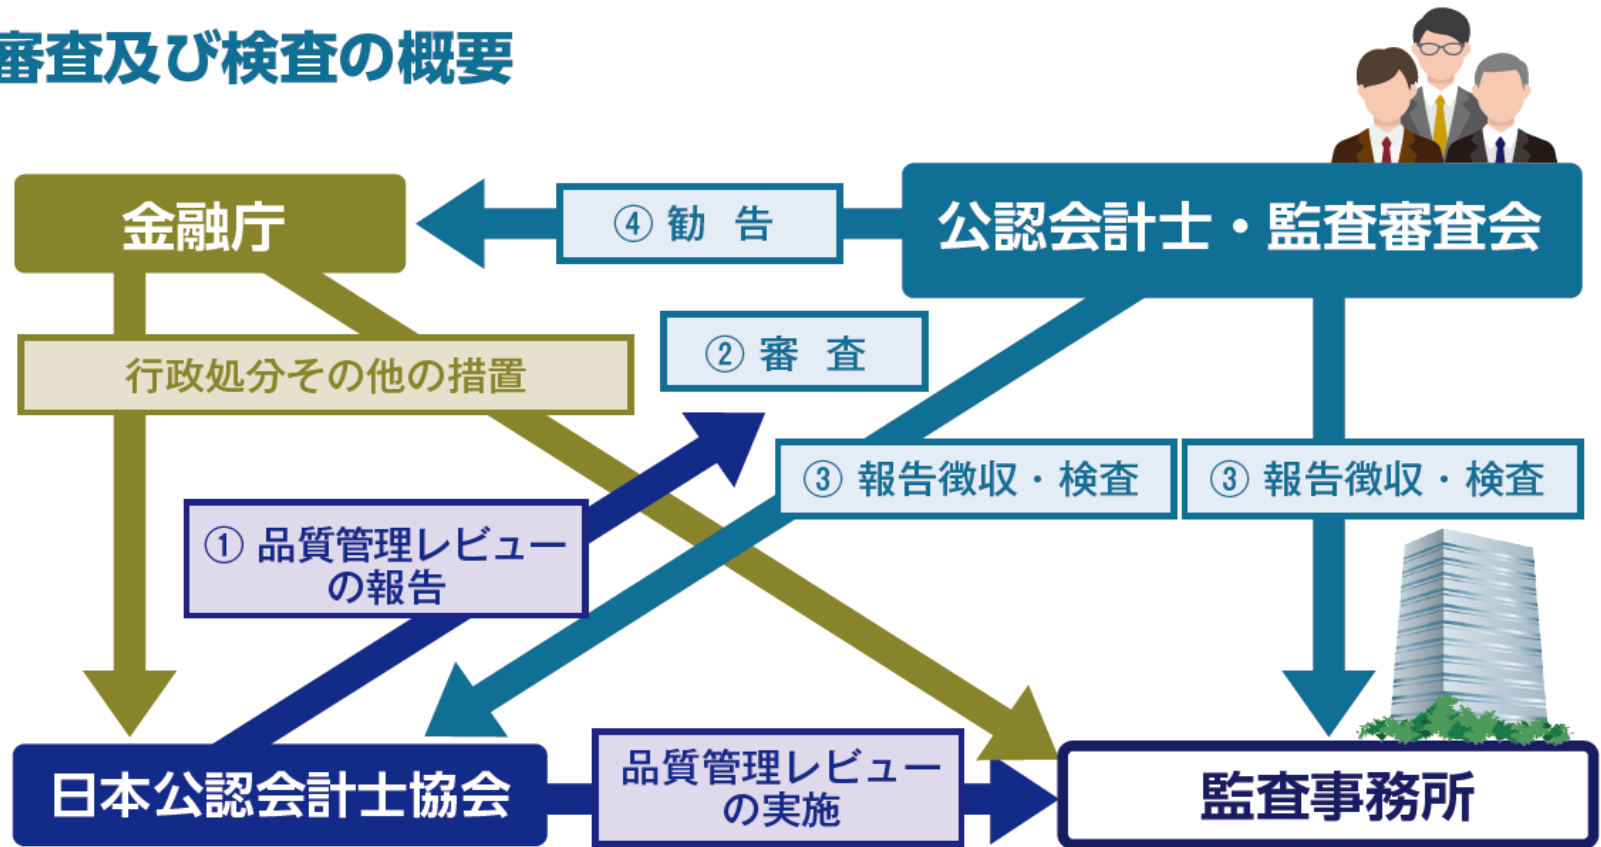 審査及び検査の概要
金融庁
④ 勧 告
公認会計士・監査審査会
② 審 査
行政処分その他の措置
③ 報告徴収・検査
③ 報告徴収・検査
① 品質管理レビュー
の報告
日本公認会計士協会
品質管理レビュー
の実施
監査事務所